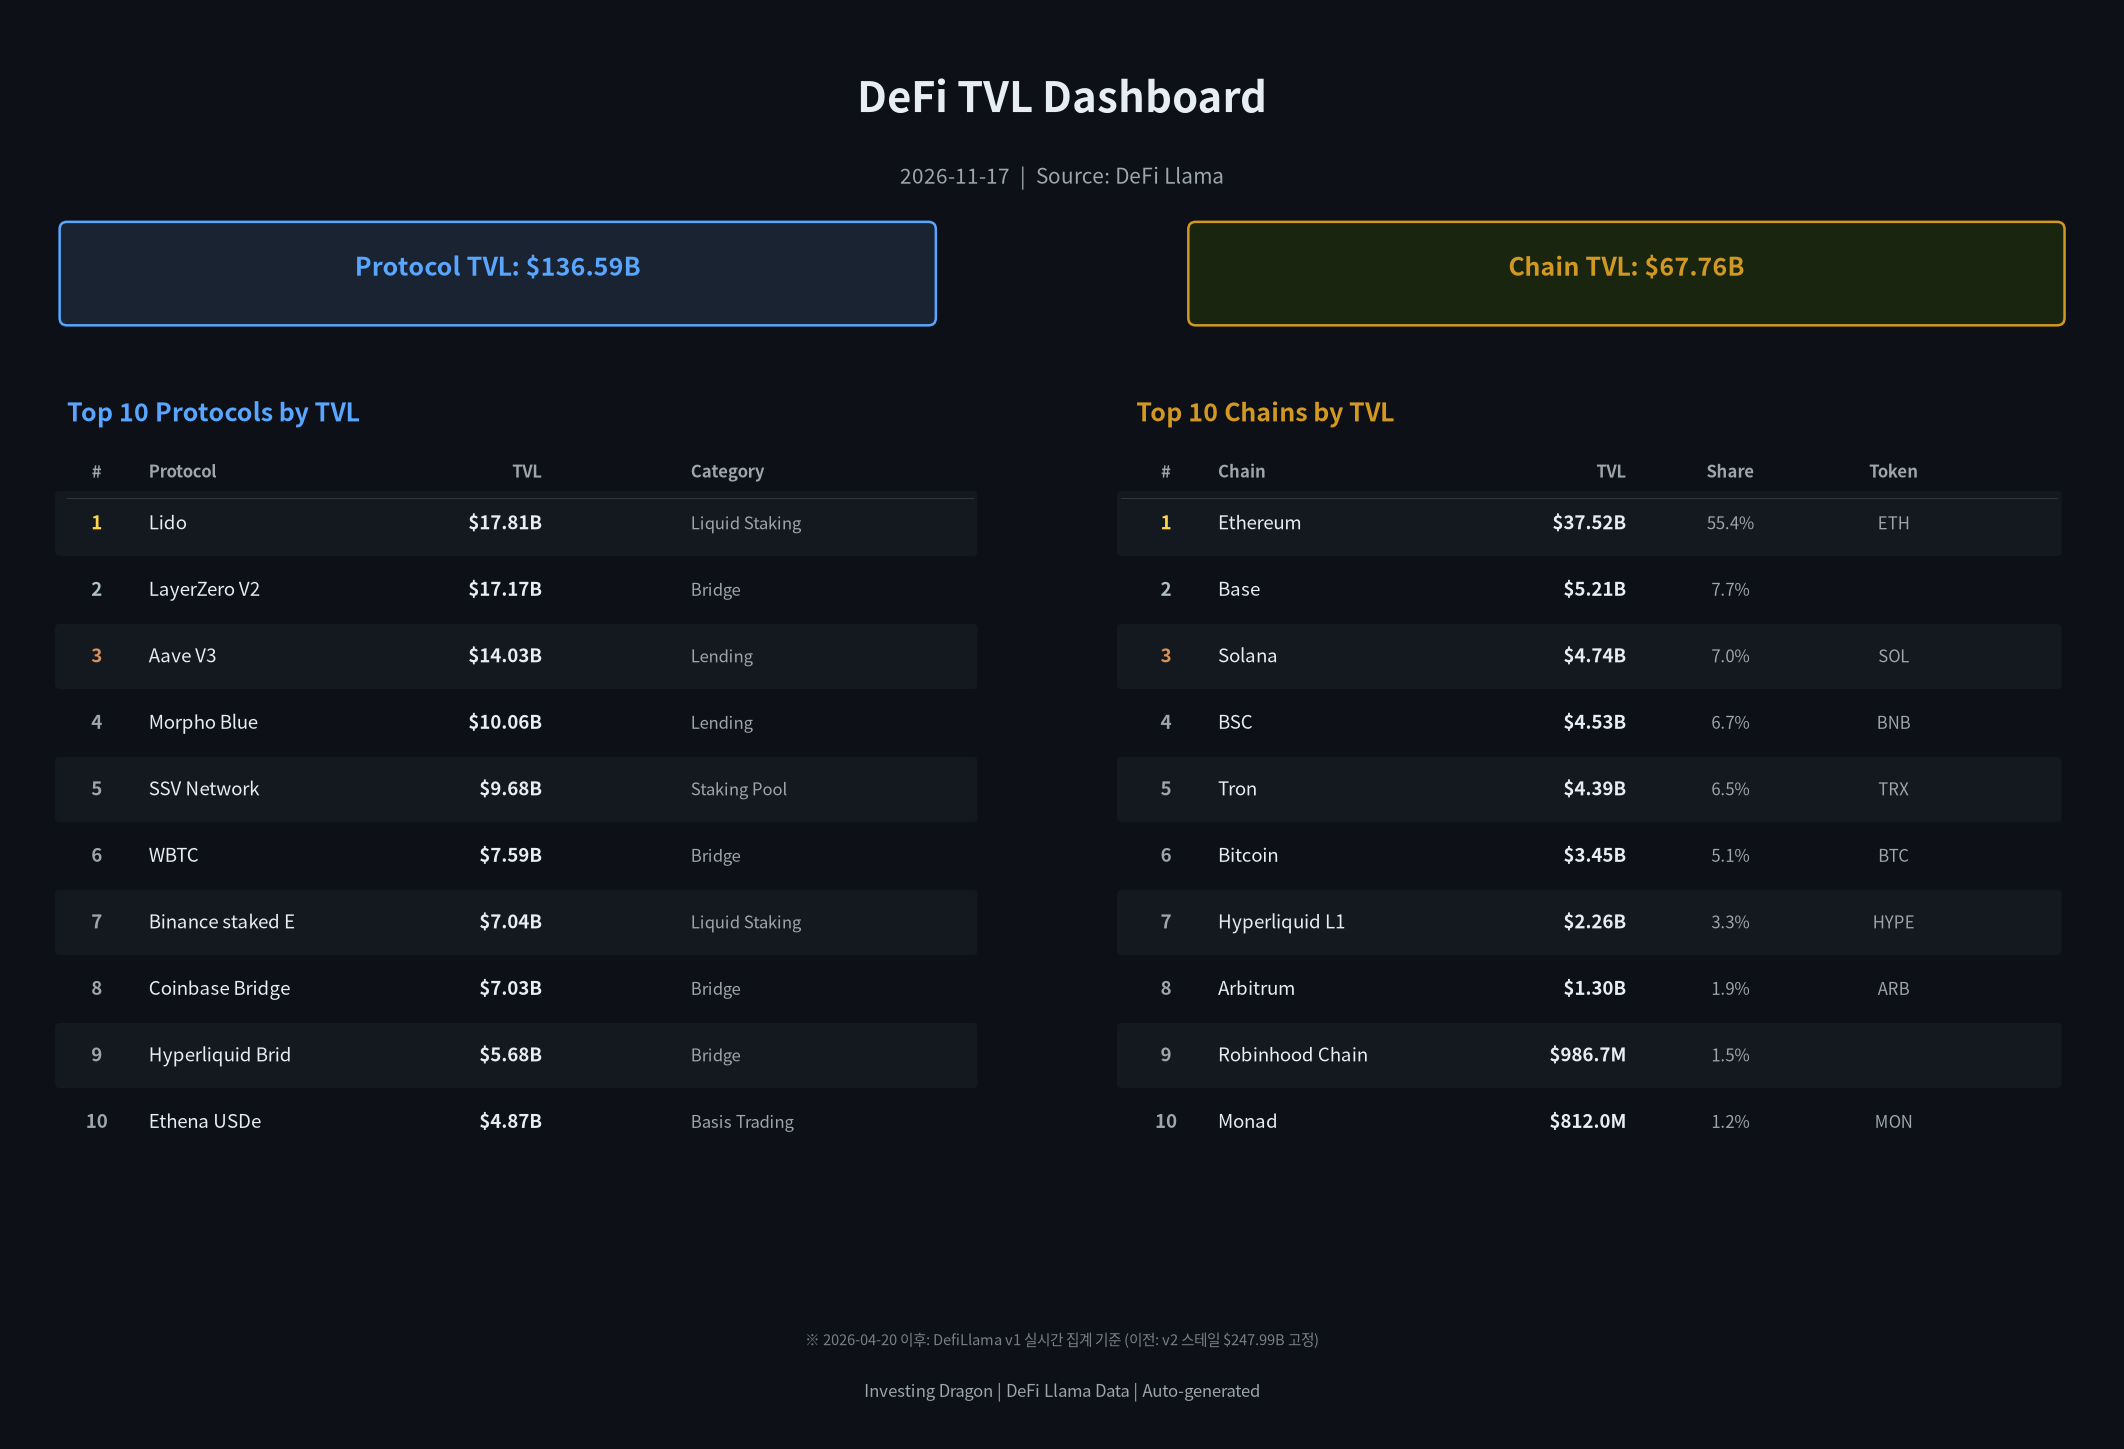 DeFi TVL Dashboard
2026-11-17 | Source: DeFi Llama
Protocol TVL: $136.59B
Chain TVL: $67.76B
Top 10 Protocols by TVL
# Protocol TVL Category
1 Lido $17.81B Liquid Staking
2 LayerZero V2 $17.17B Bridge
3 Aave V3 $14.03B Lending
4 Morpho Blue $10.06B Lending
5 SSV Network $9.68B Staking Pool
6 WBTC $7.59B Bridge
7 Binance staked E $7.04B Liquid Staking
8 Coinbase Bridge $7.03B Bridge
9 Hyperliquid Brid $5.68B Bridge
10 Ethena USDe $4.87B Basis Trading
Top 10 Chains by TVL
# Chain TVL Share Token
1 Ethereum $37.52B 55.4% ETH
2 Base $5.21B 7.7%
3 Solana $4.74B 7.0% SOL
4 BSC $4.53B 6.7% BNB
5 Tron $4.39B 6.5% TRX
6 Bitcoin $3.45B 5.1% BTC
7 Hyperliquid L1 $2.26B 3.3% HYPE
8 Arbitrum $1.30B 1.9% ARB
9 Robinhood Chain $986.7M 1.5%
10 Monad $812.0M 1.2% MON
※ 2026-04-20 이후: DefiLlama v1 실시간 집계 기준 (이전: v2 스테일 $247.99B 고정)
Investing Dragon | DeFi Llama Data | Auto-generated